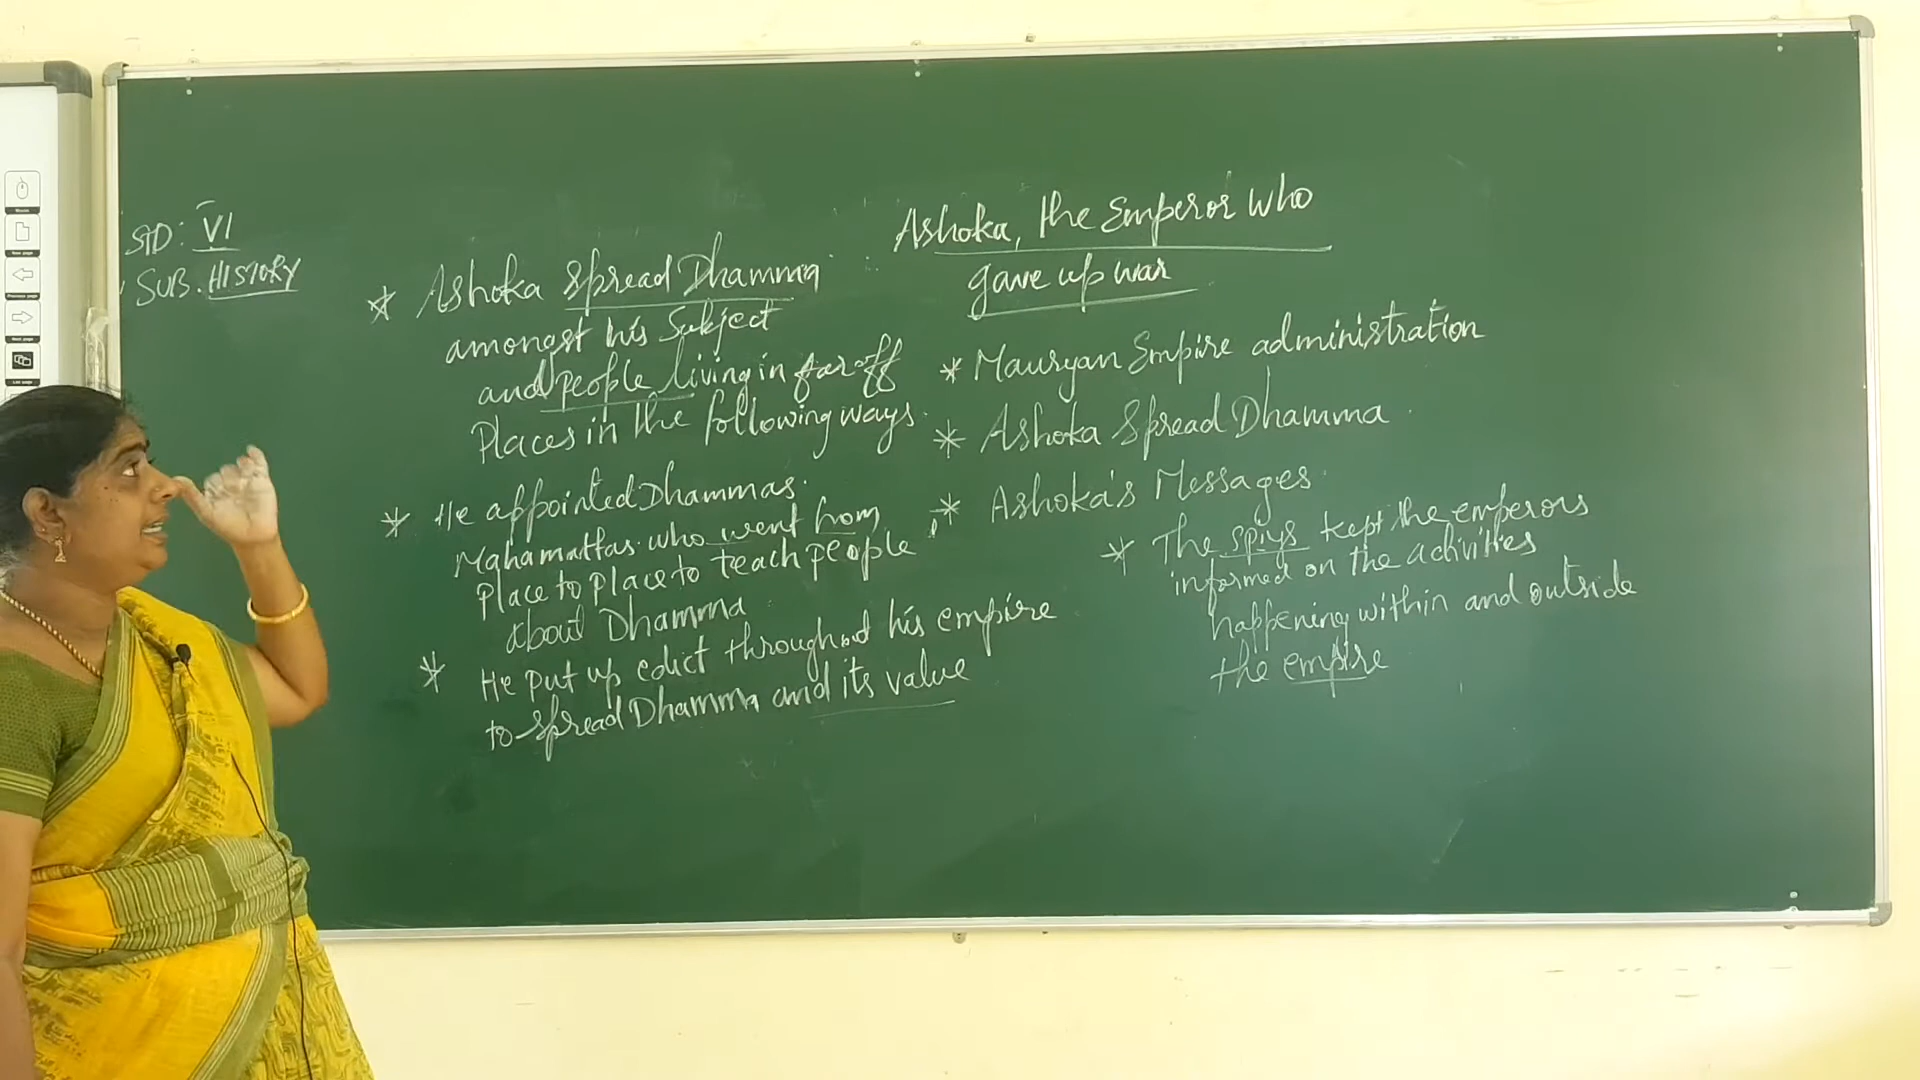 STD: VI
SUB. HISTORY
Ashoka, the Emperor who
gave up war
* Ashoka Spread Dhamma
amongst his Subject
and people living in far off
Places in the following ways.
* He appointed Dhammas.
Mahamattas. who went from
Place to place to teach people
about Dhamma
* He put up edict throughout his empire
to spread Dhamma and its value
* Mauryan Empire administration
* Ashoka Spread Dhamma.
* Ashoka's Messages.
* The spiys kept the emperors
informed on the activities
happening within and outside
the empire